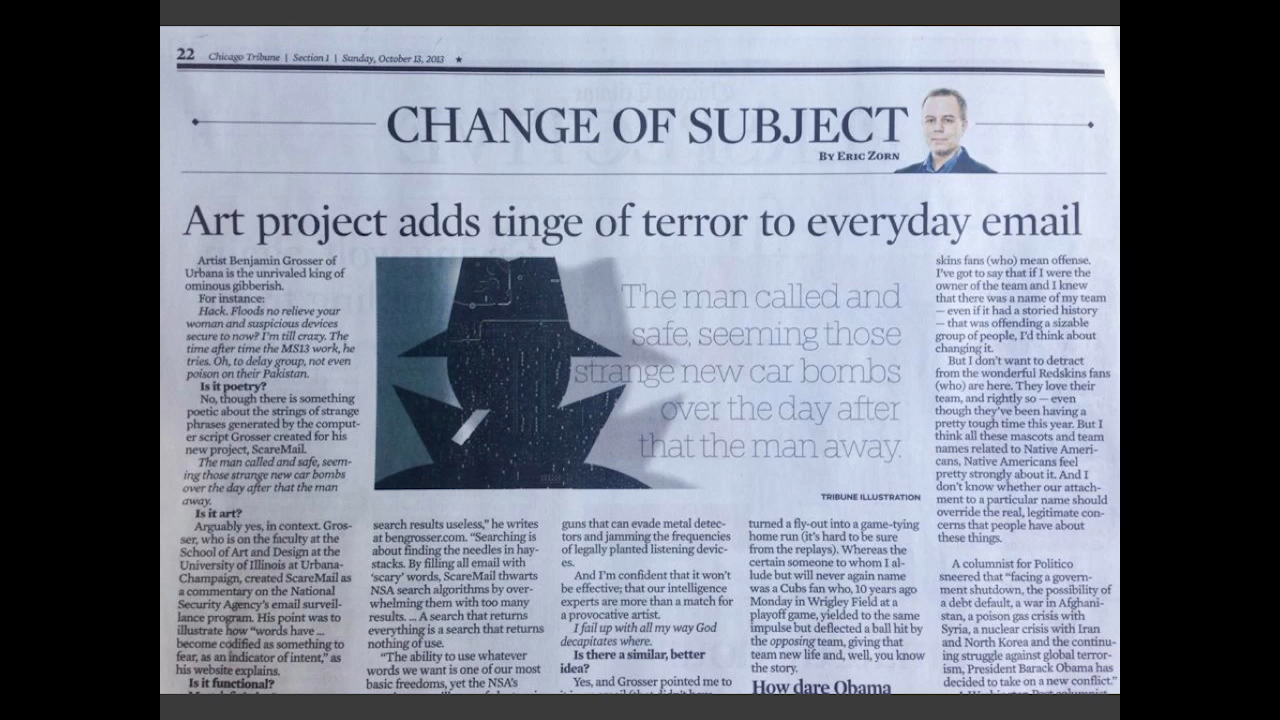 22 Chicago Tribune | Section 1 | Sunday, October 13, 2013 ★
CHANGE OF SUBJECT
BY ERIC ZORN
Art project adds tinge of terror to everyday email
Artist Benjamin Grosser of
Urbana is the unrivaled king of
ominous gibberish.
For instance:
Hack. Floods no relieve your
woman and suspicious devices
secure to now? I'm till crazy. The
time after time the MS13 work, he
tries. Oh, to delay group, not even
poison on their Pakistan.
Is it poetry?
No, though there is something
poetic about the strings of strange
phrases generated by the comput-
er script Grosser created for his
new project, ScareMail.
The man called and safe, seem-
ing those strange new car bombs
over the day after that the man
away.
Is it art?
Arguably yes, in context. Gros-
ser, who is on the faculty at the
School of Art and Design at the
University of Illinois at Urbana-
Champaign, created ScareMail as
a commentary on the National
Security Agency's email surveil-
lance program. His point was to
illustrate how “words have ...
become codified as something to
fear, as an indicator of intent,” as
his website explains.
Is it functional?
The man called and
safe, seeming those
strange new car bombs
over the day after
that the man away.
TRIBUNE ILLUSTRATION
search results useless,” he writes
at bengrosser.com. “Searching is
about finding the needles in hay-
stacks. By filling all email with
‘scary’ words, ScareMail thwarts
NSA search algorithms by over-
whelming them with too many
results. ... A search that returns
everything is a search that returns
nothing of use.
“The ability to use whatever
words we want is one of our most
basic freedoms, yet the NSA's
guns that can evade metal detec-
tors and jamming the frequencies
of legally planted listening devic-
es.
And I'm confident that it won't
be effective; that our intelligence
experts are more than a match for
a provocative artist.
I fail up with all my way God
decapitates where.
Is there a similar, better
idea?
Yes, and Grosser pointed me to
turned a fly-out into a game-tying
home run (it's hard to be sure
from the replays). Whereas the
certain someone to whom I al-
lude but will never again name
was a Cubs fan who, 10 years ago
Monday in Wrigley Field at a
playoff game, yielded to the same
impulse but deflected a ball hit by
the opposing team, giving that
team new life and, well, you know
the story.
How dare Obama
skins fans (who) mean offense.
I've got to say that if I were the
owner of the team and I knew
that there was a name of my team
— even if it had a storied history
— that was offending a sizable
group of people, I'd think about
changing it.
But I don't want to detract
from the wonderful Redskins fans
(who) are here. They love their
team, and rightly so — even
though they've been having a
pretty tough time this year. But I
think all these mascots and team
names related to Native Ameri-
cans, Native Americans feel
pretty strongly about it. And I
don't know whether our attach-
ment to a particular name should
override the real, legitimate con-
cerns that people have about
these things.
A columnist for Politico
sneered that “facing a govern-
ment shutdown, the possibility of
a debt default, a war in Afghani-
stan, a poison gas crisis with
Syria, a nuclear crisis with Iran
and North Korea and the continu-
ing struggle against global terror-
ism, President Barack Obama has
decided to take on a new conflict.”